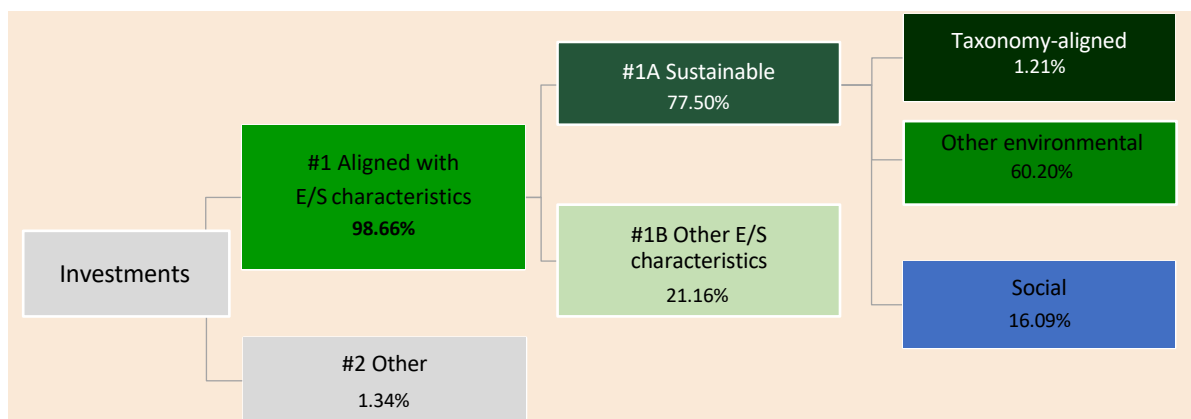 Investments
#1 Aligned with
E/S characteristics
98.66%
#2 Other
1.34%
#1A Sustainable
77.50%
#1B Other E/S
characteristics
21.16%
Taxonomy-aligned
1.21%
Other environmental
60.20%
Social
16.09%